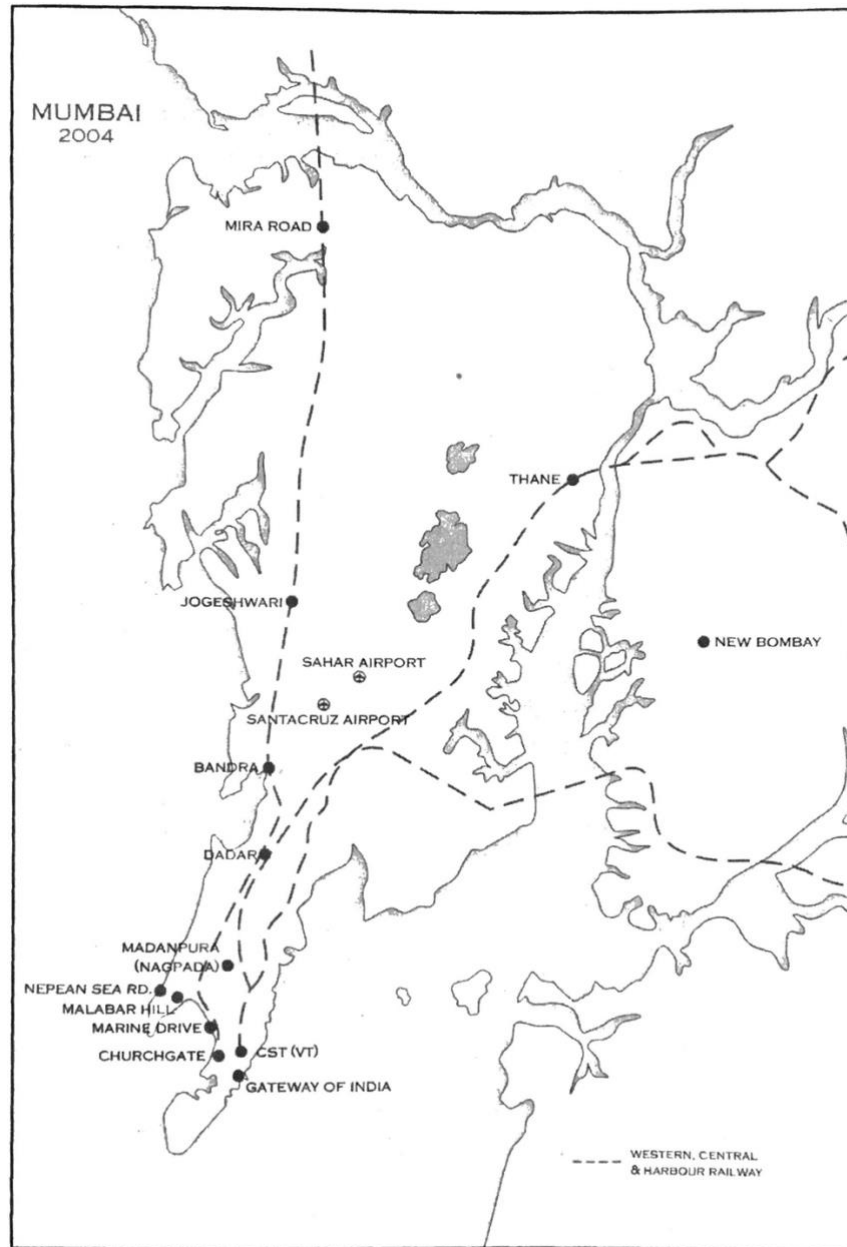 MUMBAI
2004
MIRA ROAD
THANE
JOGESHWARI
NEW BOMBAY
SAHAR AIRPORT
SANTACRUZ AIRPORT
BANDRA
DADAR
MADANPURA
(NAGPADA)
NEPEAN SEA RD.
MALABAR HILL
MARINE DRIVE
CHURCHGATE
CST (VT)
GATEWAY OF INDIA
WESTERN, CENTRAL
& HARBOUR RAILWAY